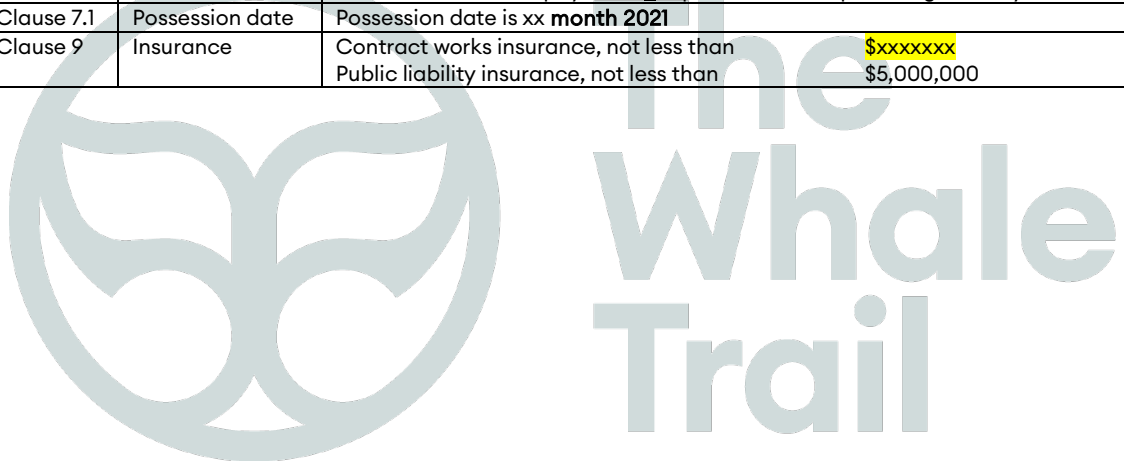 Clause 7.1 Possession date Possession date is xx month 2021
Clause 9 Insurance Contract works insurance, not less than $xxxxxxx
Public liability insurance, not less than $5,000,000
The
Whale
Trail